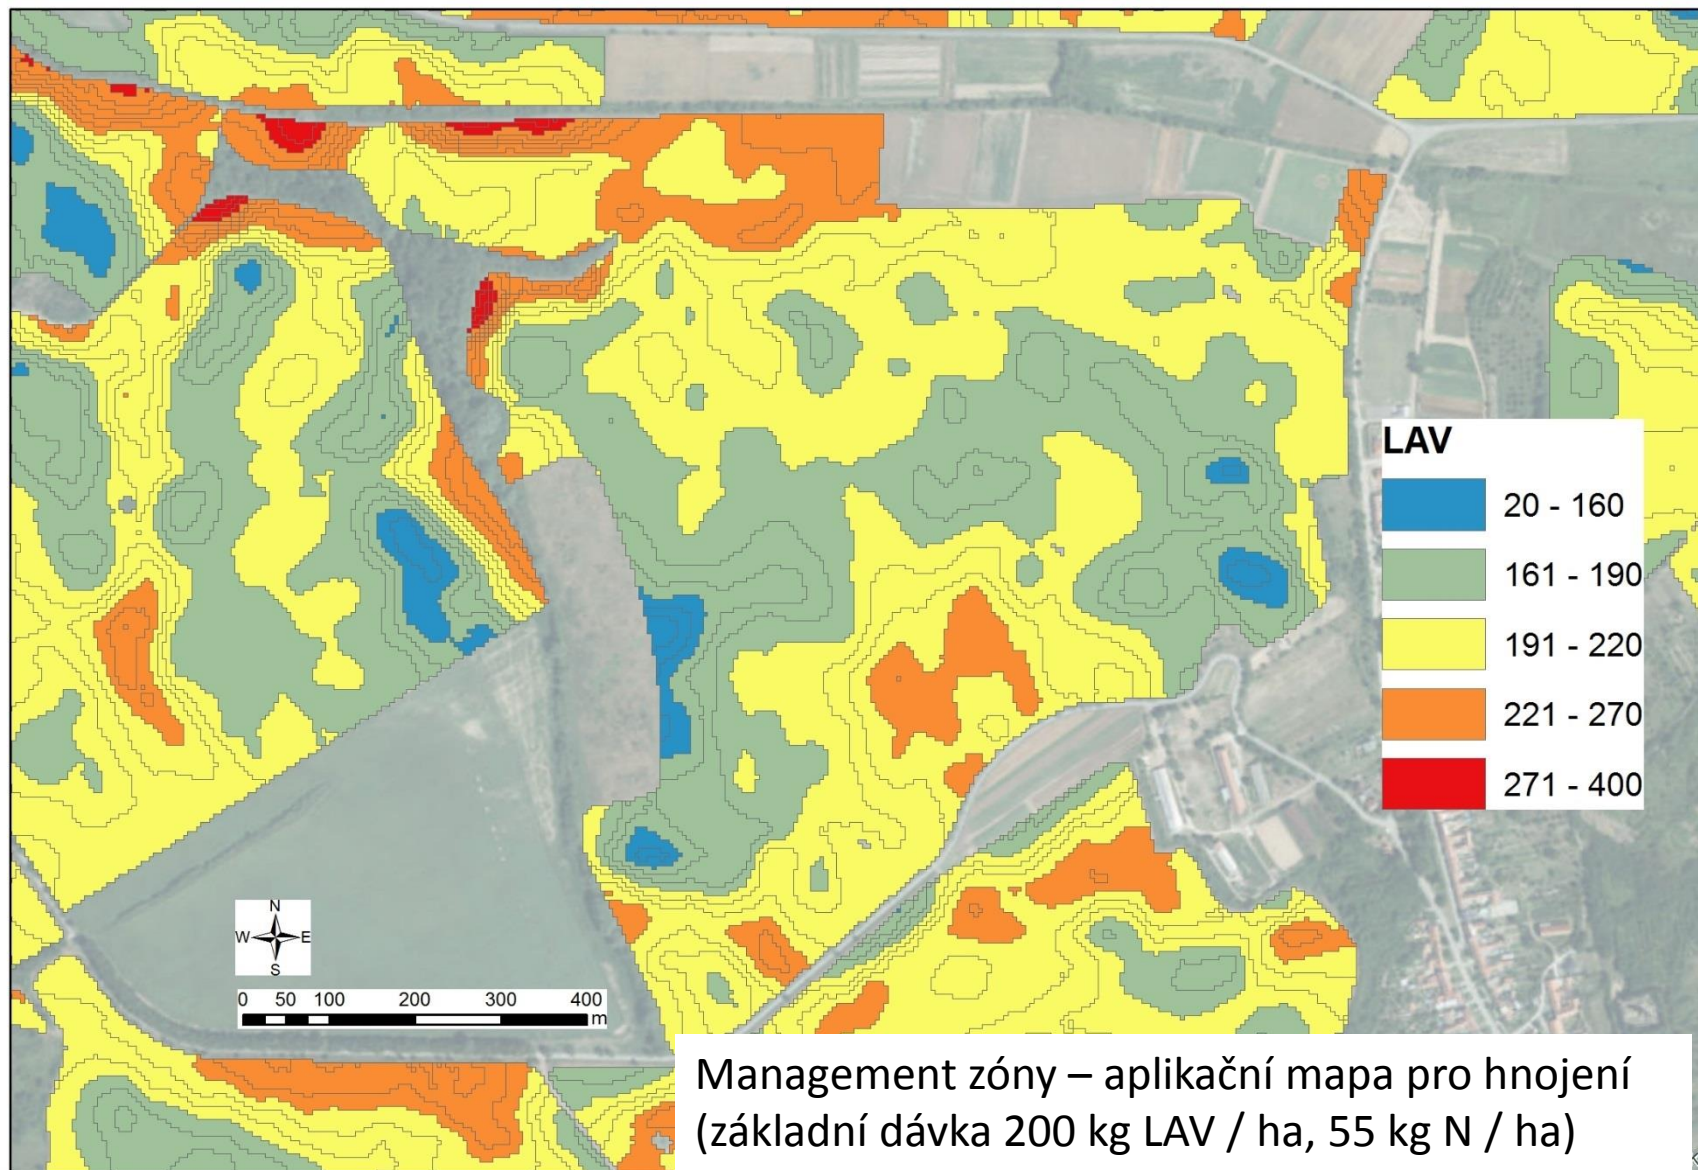 LAV
20 - 160
161 - 190
191 - 220
221 - 270
271 - 400
N
W E
S
0 50 100 200 300 400
m
Management zóny – aplikační mapa pro hnojení
(základní dávka 200 kg LAV / ha, 55 kg N / ha)